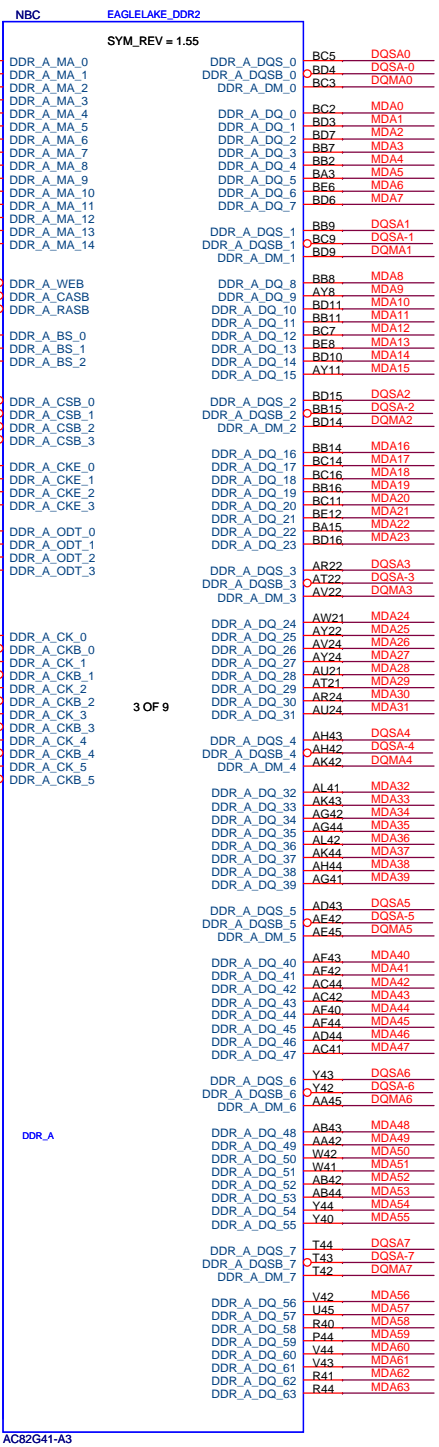 NBC EAGLELAKE_DDR2
SYM_REV = 1.55
DDR_A_MA_0 DDR_A_DQS_0 BC5 DQSA0
DDR_A_MA_1 DDR_A_DQSB_0 BD4 DQSA-0
DDR_A_MA_2 DDR_A_DM_0 BC3 DQMA0
DDR_A_MA_3
DDR_A_MA_4 DDR_A_DQ_0 BC2 MDA0
DDR_A_MA_5 DDR_A_DQ_1 BD3 MDA1
DDR_A_MA_6 DDR_A_DQ_2 BD7 MDA2
DDR_A_MA_7 DDR_A_DQ_3 BB7 MDA3
DDR_A_MA_8 DDR_A_DQ_4 BB2 MDA4
DDR_A_MA_9 DDR_A_DQ_5 BA3 MDA5
DDR_A_MA_10 DDR_A_DQ_6 BE6 MDA6
DDR_A_MA_11 DDR_A_DQ_7 BD6 MDA7
DDR_A_MA_12
DDR_A_MA_13 DDR_A_DQS_1 BB9 DQSA1
DDR_A_MA_14 DDR_A_DQSB_1 BC9 DQSA-1
DDR_A_DM_1 BD9 DQMA1
DDR_A_WEB DDR_A_DQ_8 BB8 MDA8
DDR_A_CASB DDR_A_DQ_9 AY8 MDA9
DDR_A_RASB DDR_A_DQ_10 BD11 MDA10
DDR_A_DQ_11 BB11 MDA11
DDR_A_BS_0 DDR_A_DQ_12 BC7 MDA12
DDR_A_BS_1 DDR_A_DQ_13 BE8 MDA13
DDR_A_BS_2 DDR_A_DQ_14 BD10 MDA14
DDR_A_DQ_15 AY11 MDA15
DDR_A_CSB_0 DDR_A_DQS_2 BD15 DQSA2
DDR_A_CSB_1 DDR_A_DQSB_2 BB15 DQSA-2
DDR_A_CSB_2 DDR_A_DM_2 BD14 DQMA2
DDR_A_CSB_3
DDR_A_DQ_16 BB14 MDA16
DDR_A_CKE_0 DDR_A_DQ_17 BC14 MDA17
DDR_A_CKE_1 DDR_A_DQ_18 BC16 MDA18
DDR_A_CKE_2 DDR_A_DQ_19 BB16 MDA19
DDR_A_CKE_3 DDR_A_DQ_20 BC11 MDA20
DDR_A_DQ_21 BE12 MDA21
DDR_A_ODT_0 DDR_A_DQ_22 BA15 MDA22
DDR_A_ODT_1 DDR_A_DQ_23 BD16 MDA23
DDR_A_ODT_2
DDR_A_ODT_3 DDR_A_DQS_3 AR22 DQSA3
DDR_A_DQSB_3 AT22 DQSA-3
DDR_A_DM_3 AV22 DQMA3
DDR_A_DQ_24 AW21 MDA24
DDR_A_CK_0 DDR_A_DQ_25 AY22 MDA25
DDR_A_CKB_0 DDR_A_DQ_26 AV24 MDA26
DDR_A_CK_1 DDR_A_DQ_27 AY24 MDA27
DDR_A_CKB_1 DDR_A_DQ_28 AU21 MDA28
DDR_A_CK_2 DDR_A_DQ_29 AT21 MDA29
DDR_A_CKB_2 DDR_A_DQ_30 AR24 MDA30
DDR_A_CK_3 3 OF 9 DDR_A_DQ_31 AU24 MDA31
DDR_A_CKB_3
DDR_A_CK_4 DDR_A_DQS_4 AH43 DQSA4
DDR_A_CKB_4 DDR_A_DQSB_4 AH42 DQSA-4
DDR_A_CK_5 DDR_A_DM_4 AK42 DQMA4
DDR_A_CKB_5
DDR_A_DQ_32 AL41 MDA32
DDR_A_DQ_33 AK43 MDA33
DDR_A_DQ_34 AG42 MDA34
DDR_A_DQ_35 AG44 MDA35
DDR_A_DQ_36 AL42 MDA36
DDR_A_DQ_37 AK44 MDA37
DDR_A_DQ_38 AH44 MDA38
DDR_A_DQ_39 AG41 MDA39
DDR_A_DQS_5 AD43 DQSA5
DDR_A_DQSB_5 AE42 DQSA-5
DDR_A_DM_5 AE45 DQMA5
DDR_A_DQ_40 AF43 MDA40
DDR_A_DQ_41 AF42 MDA41
DDR_A_DQ_42 AC44 MDA42
DDR_A_DQ_43 AC42 MDA43
DDR_A_DQ_44 AF40 MDA44
DDR_A_DQ_45 AF44 MDA45
DDR_A_DQ_46 AD44 MDA46
DDR_A_DQ_47 AC41 MDA47
DDR_A_DQS_6 Y43 DQSA6
DDR_A_DQSB_6 Y42 DQSA-6
DDR_A_DM_6 AA45 DQMA6
DDR_A DDR_A_DQ_48 AB43 MDA48
DDR_A_DQ_49 AA42 MDA49
DDR_A_DQ_50 W42 MDA50
DDR_A_DQ_51 W41 MDA51
DDR_A_DQ_52 AB42 MDA52
DDR_A_DQ_53 AB44 MDA53
DDR_A_DQ_54 Y44 MDA54
DDR_A_DQ_55 Y40 MDA55
DDR_A_DQS_7 T44 DQSA7
DDR_A_DQSB_7 T43 DQSA-7
DDR_A_DM_7 T42 DQMA7
DDR_A_DQ_56 V42 MDA56
DDR_A_DQ_57 U45 MDA57
DDR_A_DQ_58 R40 MDA58
DDR_A_DQ_59 P44 MDA59
DDR_A_DQ_60 V44 MDA60
DDR_A_DQ_61 V43 MDA61
DDR_A_DQ_62 R41 MDA62
DDR_A_DQ_63 R44 MDA63
AC82G41-A3